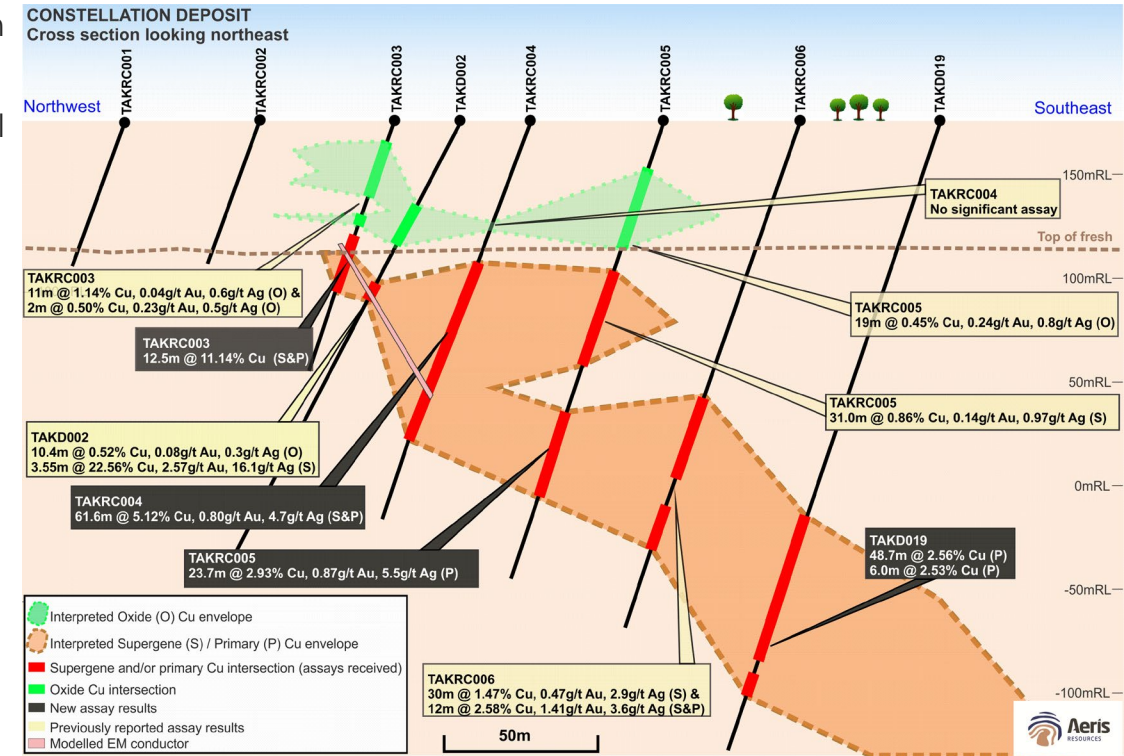 CONSTELLATION DEPOSIT
Cross section looking northeast
TAKRC001
TAKRC002
TAKRC003
TAKD002
TAKRC004
TAKRC005
TAKRC006
TAKD019
Northwest
Southeast
150mRL
TAKRC004
No significant assay
Top of fresh
100mRL
TAKRC003
11m @ 1.14% Cu, 0.04g/t Au, 0.6g/t Ag (O) &
2m @ 0.50% Cu, 0.23g/t Au, 0.5g/t Ag (O)
TAKRC005
19m @ 0.45% Cu, 0.24g/t Au, 0.8g/t Ag (O)
TAKRC003
12.5m @ 11.14% Cu (S&P)
50mRL
TAKRC005
31.0m @ 0.86% Cu, 0.14g/t Au, 0.97g/t Ag (S)
TAKD002
10.4m @ 0.52% Cu, 0.08g/t Au, 0.3g/t Ag (O)
3.55m @ 22.56% Cu, 2.57g/t Au, 16.1g/t Ag (S)
0mRL
TAKRC004
61.6m @ 5.12% Cu, 0.80g/t Au, 4.7g/t Ag (S&P)
TAKD019
48.7m @ 2.56% Cu (P)
6.0m @ 2.53% Cu (P)
TAKRC005
23.7m @ 2.93% Cu, 0.87g/t Au, 5.5g/t Ag (P)
-50mRL
Interpreted Oxide (O) Cu envelope
Interpreted Supergene (S) / Primary (P) Cu envelope
Supergene and/or primary Cu intersection (assays received)
Oxide Cu intersection
New assay results
Previously reported assay results
Modelled EM conductor
TAKRC006
30m @ 1.47% Cu, 0.47g/t Au, 2.9g/t Ag (S) &
12m @ 2.58% Cu, 1.41g/t Au, 3.6g/t Ag (S&P)
-100mRL
50m
Aeris
RESOURCES